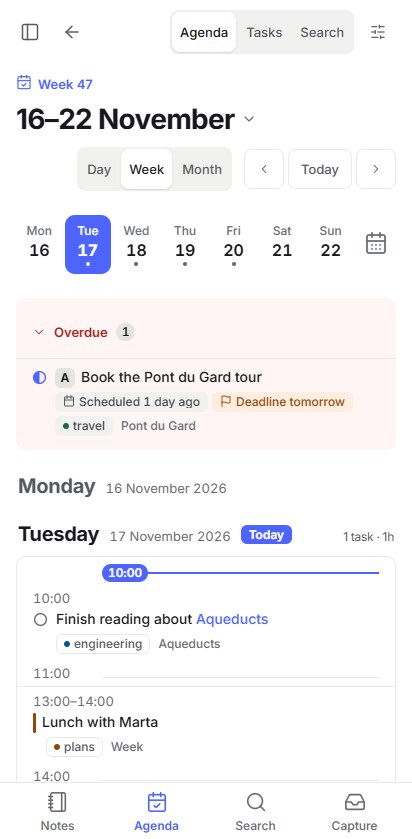 Agenda Tasks Search
Week 47
16–22 November
Day Week Month Today
Mon Tue Wed Thu Fri Sat Sun
16 17 18 19 20 21 22
Overdue 1
A Book the Pont du Gard tour
Scheduled 1 day ago Deadline tomorrow
travel Pont du Gard
Monday 16 November 2026
Tuesday 17 November 2026 Today 1 task · 1h
10:00
10:00
Finish reading about Aqueducts
engineering Aqueducts
11:00
13:00–14:00
Lunch with Marta
plans Week
14:00
Notes Agenda Search Capture